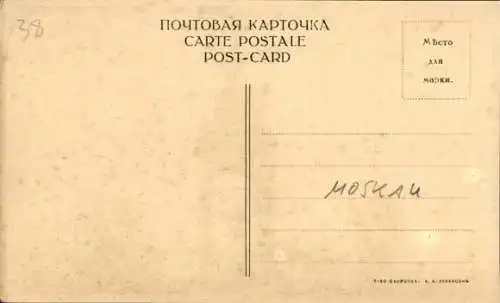 38
ПОЧТОВАЯ КАРТОЧКА
CARTE POSTALE
POST-CARD
Мѣсто
для
марки.
MOSKAU